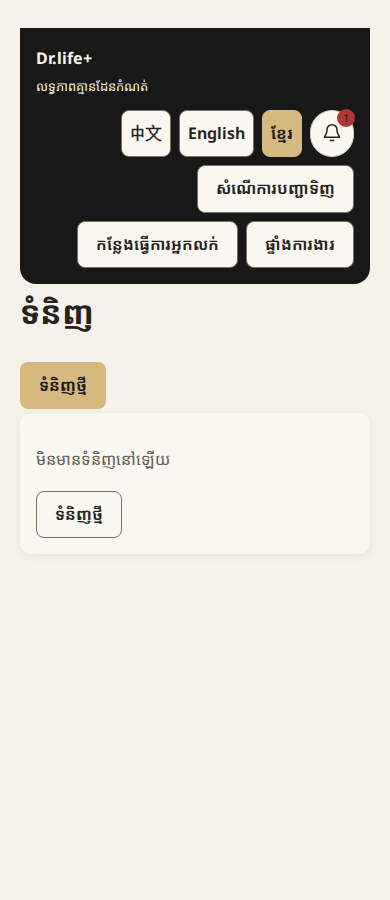 Dr.life+
លទ្ធភាពគ្មានដែនកំណត់
中文 English ខ្មែរ 1
សំណើការបញ្ជាទិញ
កន្លែងធ្វើការអ្នកលក់ ផ្ទាំងការងារ
ទំនិញ
ទំនិញថ្មី
មិនមានទំនិញនៅឡើយ
ទំនិញថ្មី